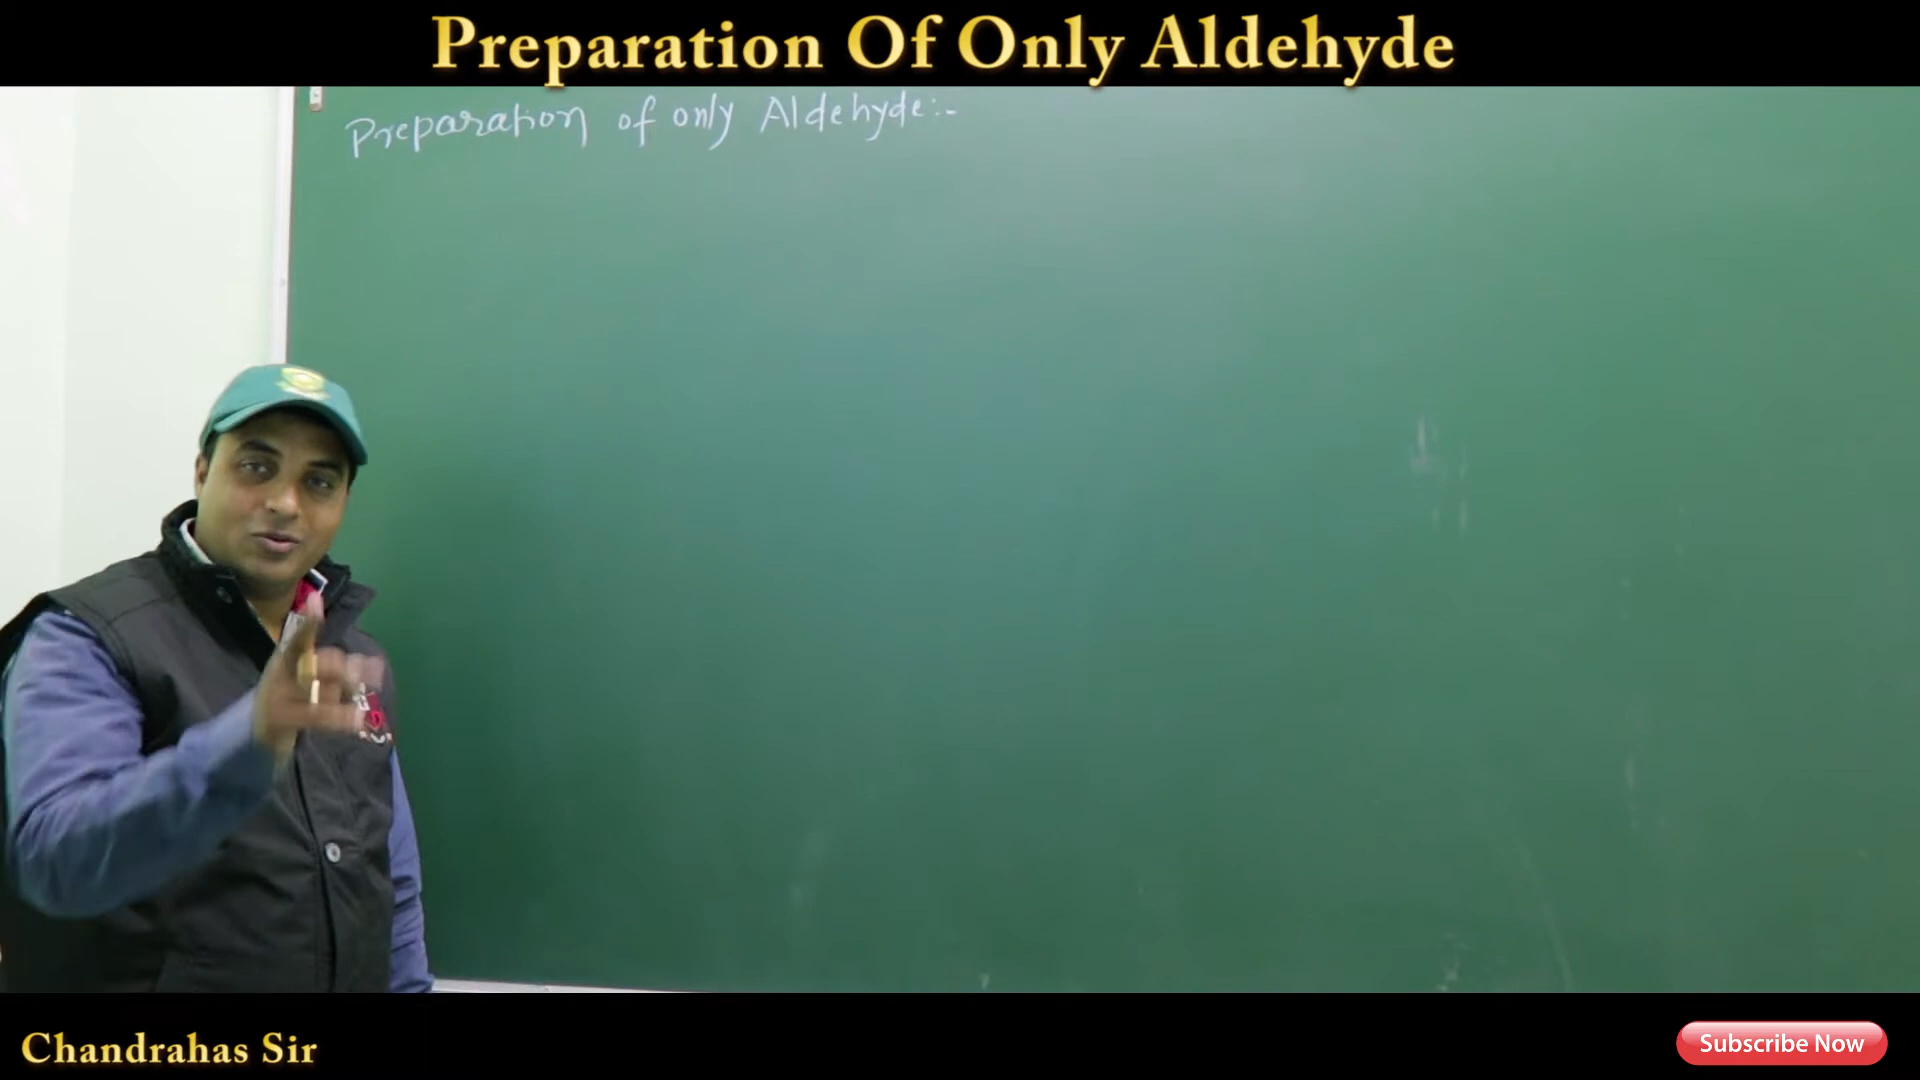 Preparation Of Only Aldehyde
Preparation of only Aldehyde:-
Chandrahas Sir
Subscribe Now